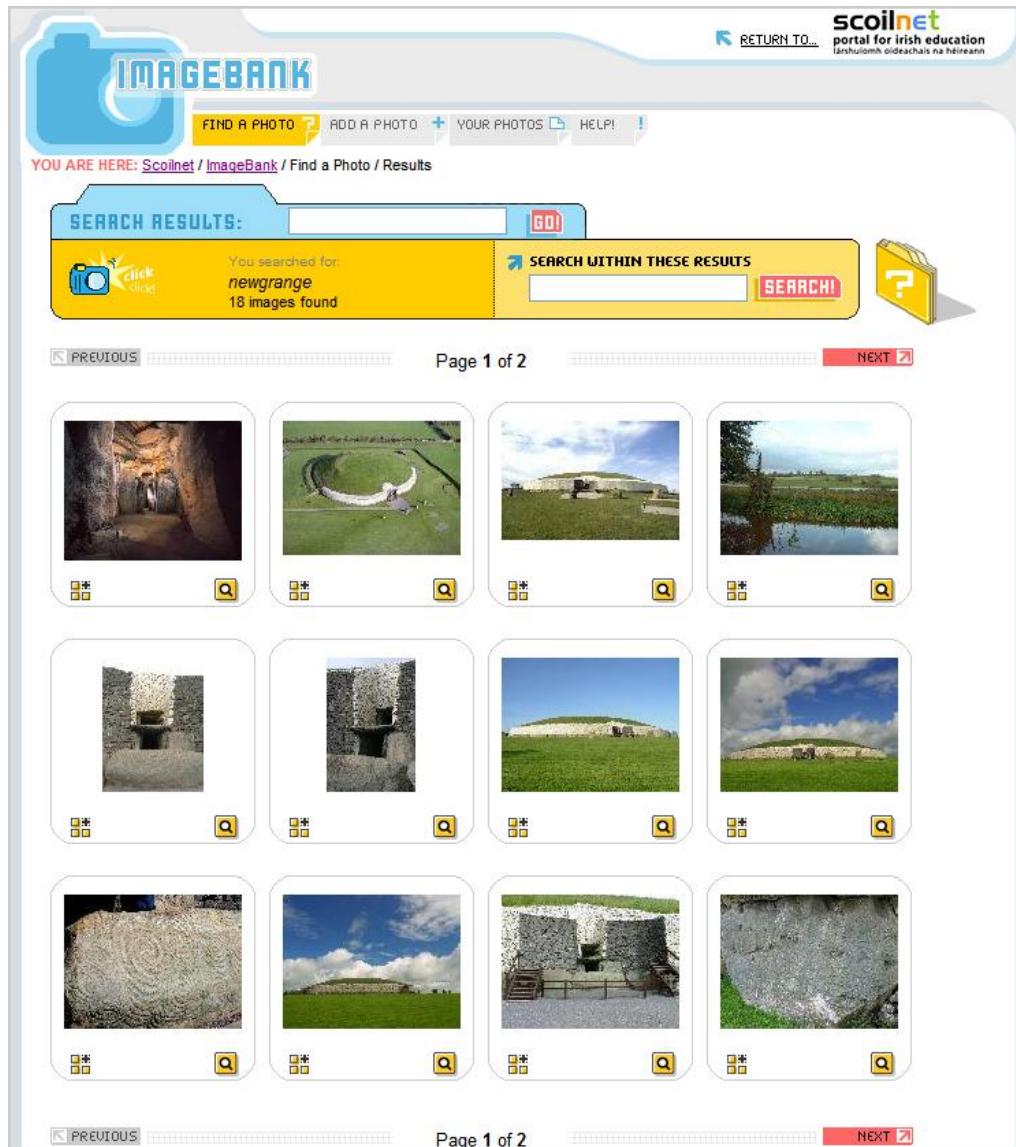 scoilnet
RETURN TO... portal for irish education
lárshuíomh oideachais na hÉireann
IMAGEBANK
FIND A PHOTO ? ADD A PHOTO + YOUR PHOTOS HELP! !
YOU ARE HERE: Scoilnet / ImageBank / Find a Photo / Results
SEARCH RESULTS: GO!
click
click!
You searched for:
newgrange
18 images found
SEARCH WITHIN THESE RESULTS
SEARCH!
?
PREVIOUS Page 1 of 2 NEXT
PREVIOUS Page 1 of 2 NEXT